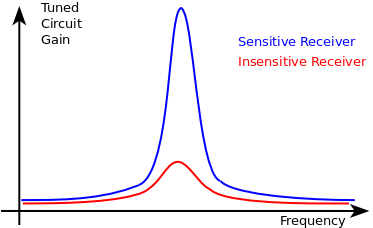 Tuned
Circuit
Gain
Sensitive Receiver
Insensitive Receiver
Frequency